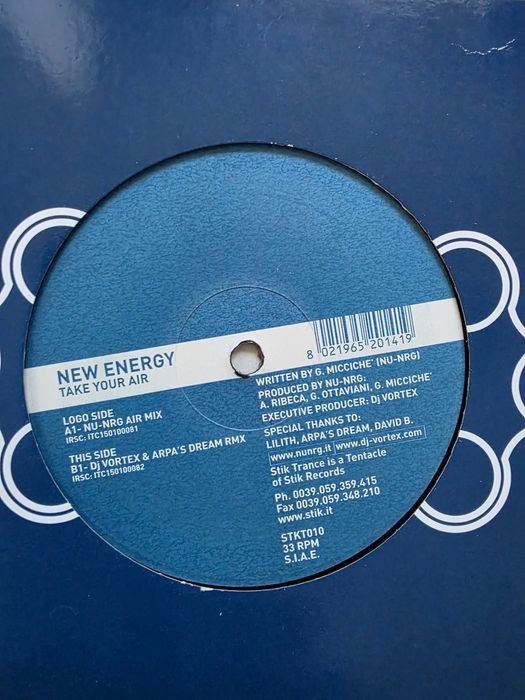 NEW ENERGY
TAKE YOUR AIR
LOGO SIDE
A1- NU-NRG AIR MIX
IRSC: ITC150100081
THIS SIDE
B1- DJ VORTEX & ARPA'S DREAM RMX
IRSC: ITC150100082
8 021965 201419
WRITTEN BY G. MICCICHE' (NU-NRG)
PRODUCED BY NU-NRG:
A. RIBECA, G. OTTAVIANI, G. MICCICHE'
EXECUTIVE PRODUCER: DJ VORTEX
SPECIAL THANKS TO:
LILITH, ARPA'S DREAM, DAVID B.
www.nunrg.it www.dj-vortex.com
Stik Trance is a Tentacle
of Stik Records
Ph. 0039.059.359.415
Fax 0039.059.348.210
www.stik.it
STKT010
33 RPM
S.I.A.E.